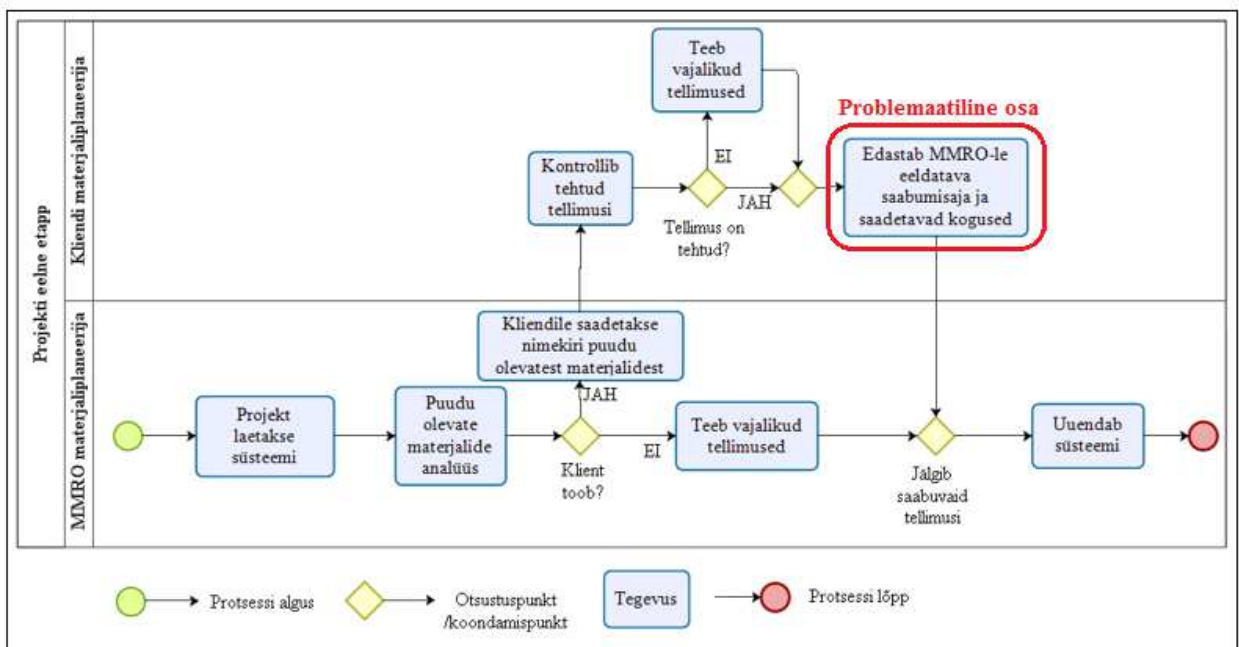 Projekti eelne etapp
Kliendi materjaliplaneerija
Teeb
vajalikud
tellimused
Problemaatiline osa
Kontrollib
tehtud
tellimusi
EI
JAH
Tellimus on
tehtud?
Edastab MMRO-le
eeldatava
saabumisaja ja
saadetavad kogused
MMRO materjaliplaneerija
Kliendile saadetakse
nimekiri puudu
olevatest materjalidest
JAH
Projekt
laetakse
süsteemi
Puudu
olevate
materjalide
analüüs
Klient
toob?
EI
Teeb vajalikud
tellimused
Jälgib
saabuvaid
tellimusi
Uuendab
süsteemi
Protsessi algus
Otsustuspunkt
/koondamispunkt
Tegevus
Protsessi lõpp